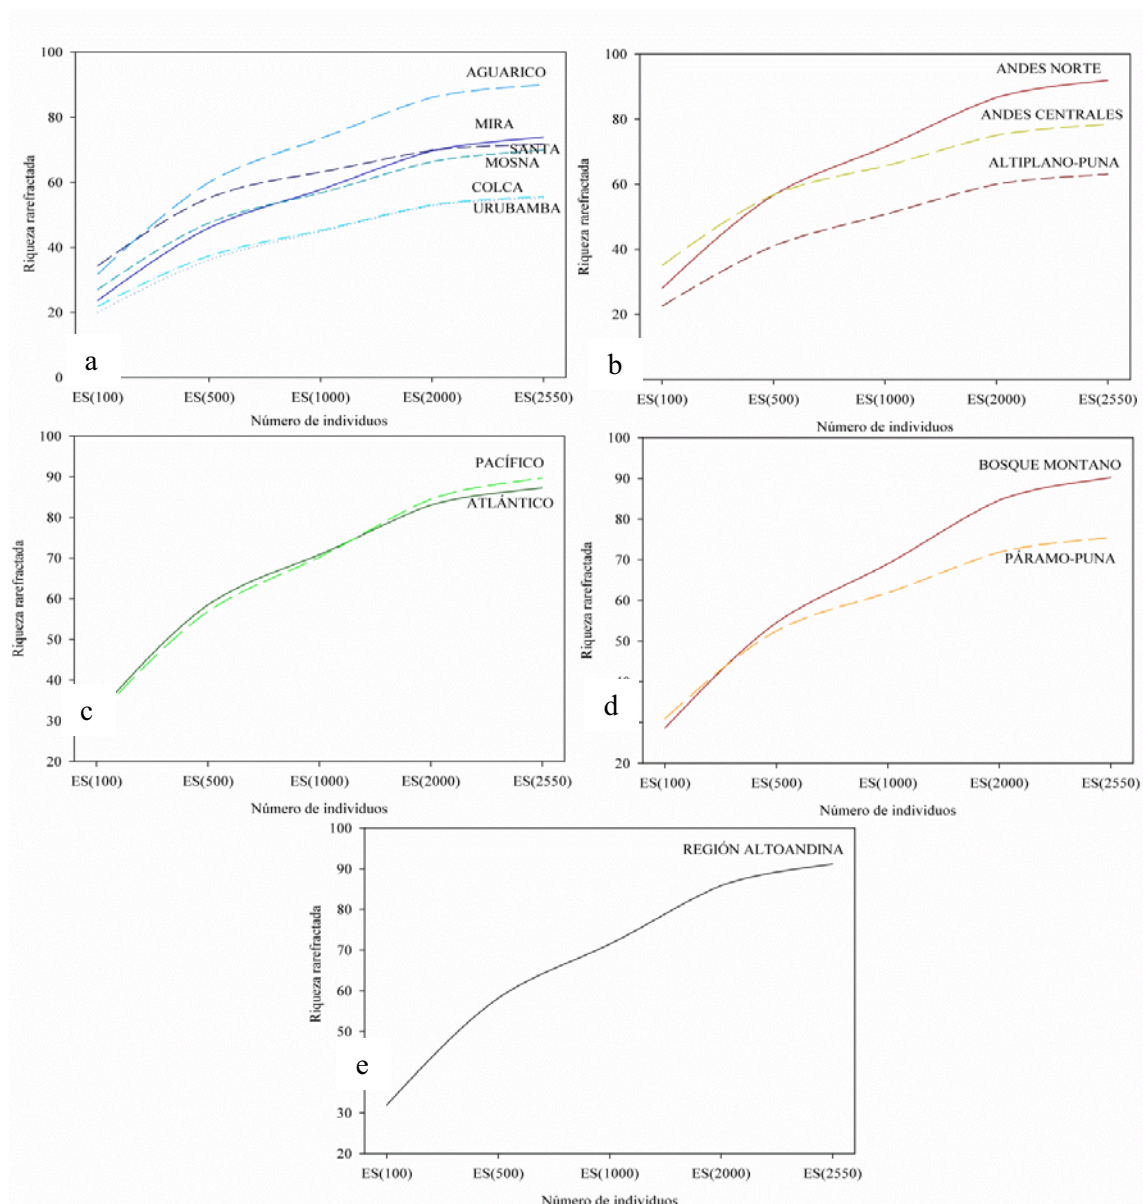 100
80
60
40
20
0
Riqueza rarefractada
AGUARICO
MIRA
SANTA
MOSNA
COLCA
URUBAMBA
a
ES(100) ES(500) ES(1000) ES(2000) ES(2550)
Número de individuos
100
80
60
40
20
Riqueza rarefractada
ANDES NORTE
ANDES CENTRALES
ALTIPLANO-PUNA
b
ES(100) ES(500) ES(1000) ES(2000) ES(2550)
Número de individuos
100
90
80
70
60
50
40
30
20
Riqueza rarefractada
PACÍFICO
ATLÁNTICO
c
ES(100) ES(500) ES(1000) ES(2000) ES(2550)
Número de individuos
100
90
80
70
60
50
20
Riqueza rarefractada
BOSQUE MONTANO
PÁRAMO-PUNA
d
ES(100) ES(500) ES(1000) ES(2000) ES(2550)
Número de individuos
100
90
80
70
60
50
30
20
Riqueza rarefractada
REGIÓN ALTOANDINA
e
ES(100) ES(500) ES(1000) ES(2000) ES(2550)
Número de individuos